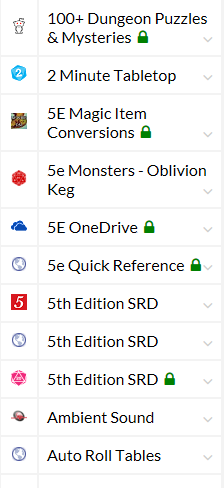 100+ Dungeon Puzzles
& Mysteries
2 Minute Tabletop
5E Magic Item
Conversions
5e Monsters - Oblivion
Keg
5E OneDrive
5e Quick Reference
5th Edition SRD
5th Edition SRD
5th Edition SRD
Ambient Sound
Auto Roll Tables